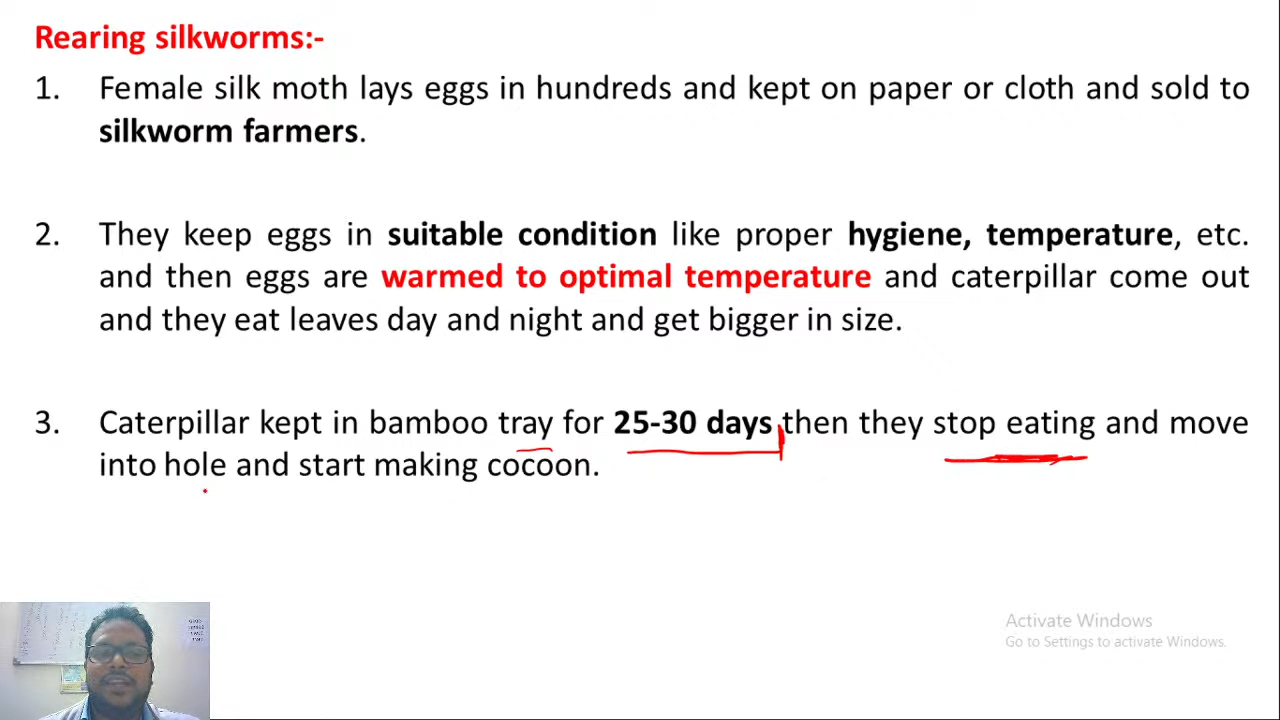 Rearing silkworms:-
1. Female silk moth lays eggs in hundreds and kept on paper or cloth and sold to
silkworm farmers.
2. They keep eggs in suitable condition like proper hygiene, temperature, etc.
and then eggs are warmed to optimal temperature and caterpillar come out
and they eat leaves day and night and get bigger in size.
3. Caterpillar kept in bamboo tray for 25-30 days then they stop eating and move
into hole and start making cocoon.
Activate Windows
Go to Settings to activate Windows.